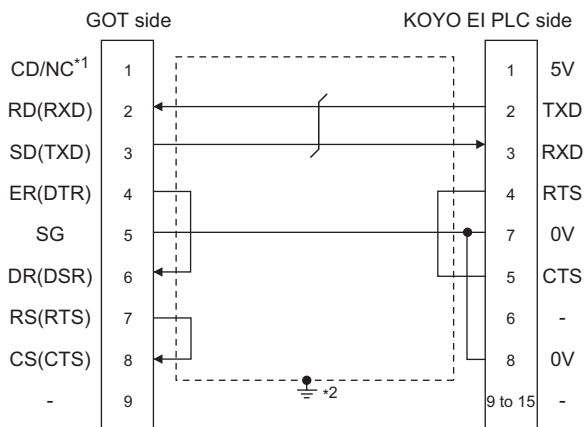 GOT side KOYO EI PLC side
CD/NC*1 1 1 5V
RD(RXD) 2 2 TXD
SD(TXD) 3 3 RXD
ER(DTR) 4 4 RTS
SG 5 7 0V
DR(DSR) 6 5 CTS
RS(RTS) 7 6 -
CS(CTS) 8 8 0V
- 9 *2 9 to 15 -